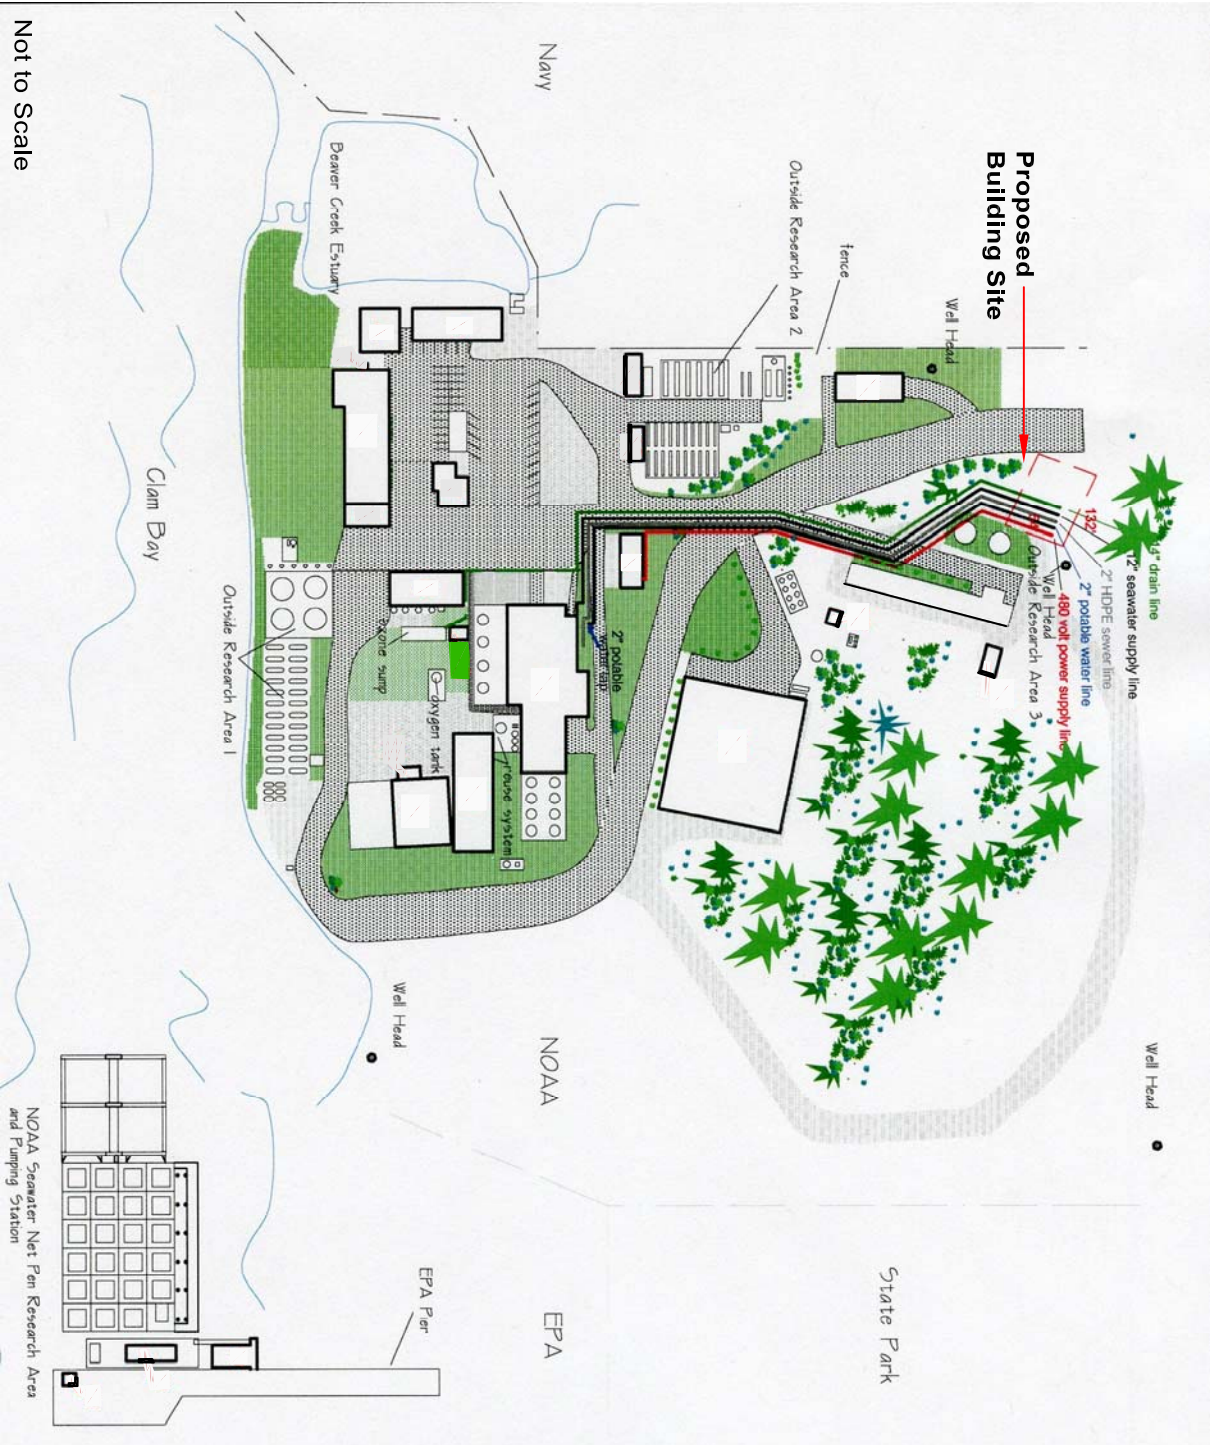 Not to Scale
Navy
Beaver Creek Estuary
Outside Research Area 2
fence
Well Head
Proposed
Building Site
132'
14" drain line
12" seawater supply line
2" HDPE sewer line
2" potable water line
480 volt power supply line
Well Head
Outside Research Area 3
Clam Bay
Outside Research Area 1
ozone sump
oxygen tank
reuse system
2" potable
water tap
Well Head
NOAA
Well Head
State Park
EPA
EPA Pier
NOAA Seawater Net Pen Research Area
and Pumping Station